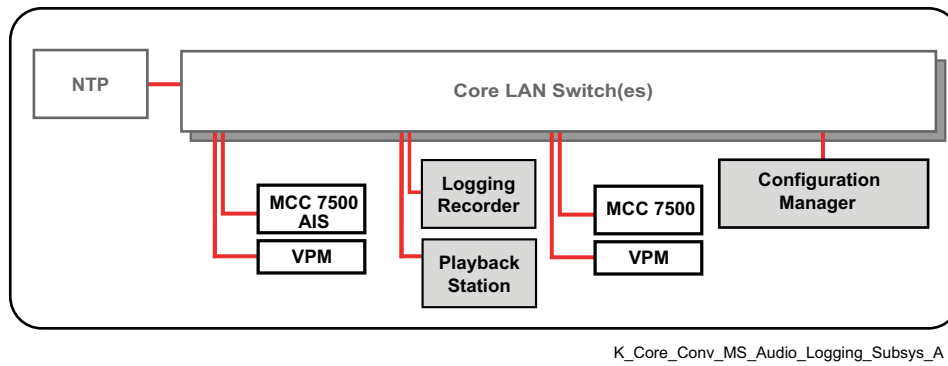 NTP
Core LAN Switch(es)
MCC 7500
AIS
VPM
Logging
Recorder
Playback
Station
MCC 7500
VPM
Configuration
Manager
K_Core_Conv_MS_Audio_Logging_Subsys_A